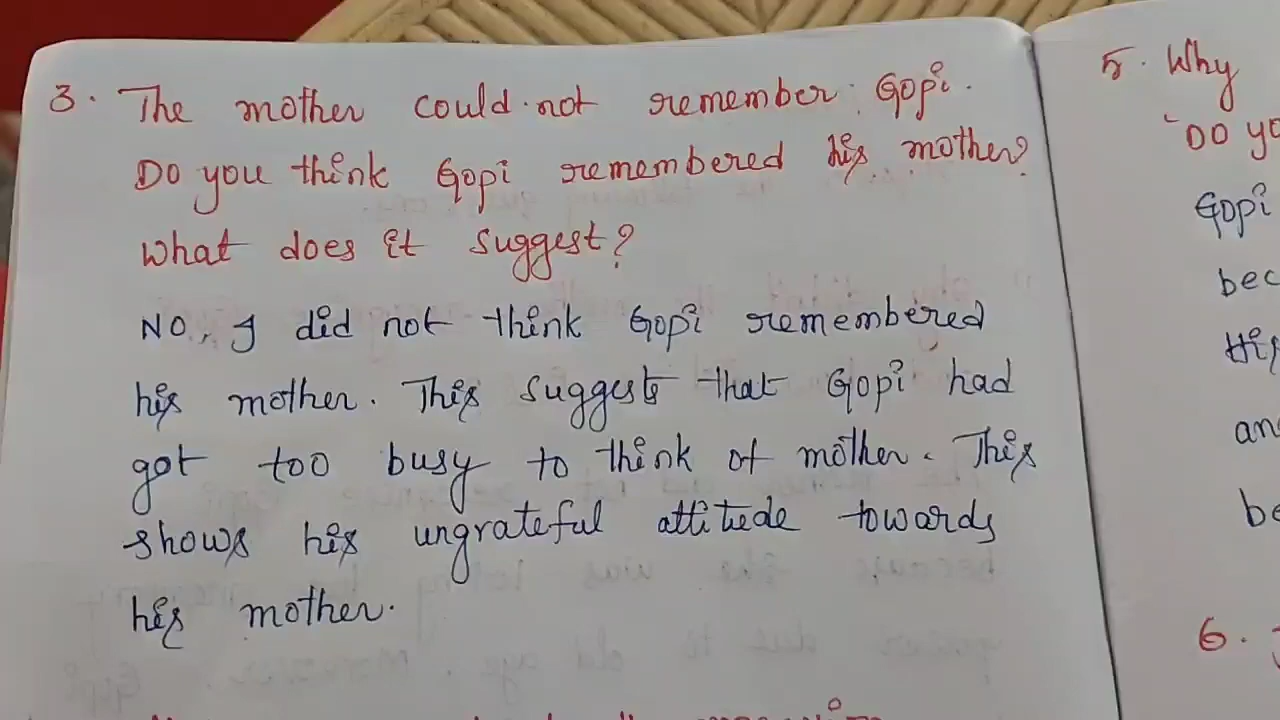 3. The mother could not remember Gopi.
Do you think Gopi remembered his mother?
What does it suggest?
No, I did not think Gopi remembered
his mother. This suggests that Gopi had
got too busy to think of mother. This
shows his ungrateful attitude towards
his mother.
5. Why
"Do yo
Gopi
bec
His
an
be
6.